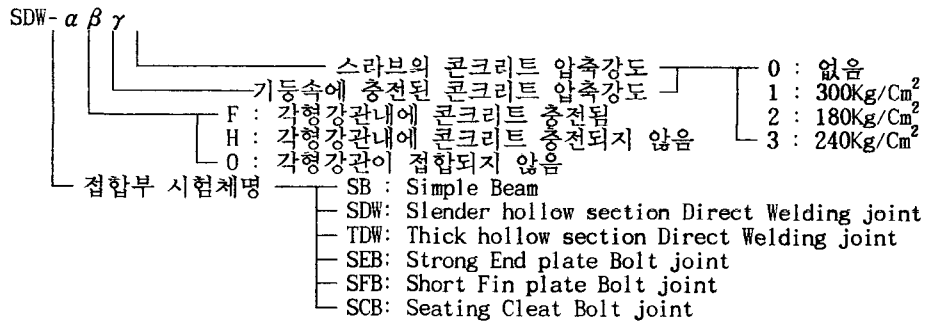 SDW-α β γ
스라브의 콘크리트 압축강도 0 : 없음
기둥속에 충전된 콘크리트 압축강도 1 : 300Kg/Cm²
F : 각형강관내에 콘크리트 충전됨 2 : 180Kg/Cm²
H : 각형강관내에 콘크리트 충전되지 않음 3 : 240Kg/Cm²
O : 각형강관이 접합되지 않음
접합부 시험체명 SB : Simple Beam
SDW: Slender hollow section Direct Welding joint
TDW: Thick hollow section Direct Welding joint
SEB: Strong End plate Bolt joint
SFB: Short Fin plate Bolt joint
SCB: Seating Cleat Bolt joint